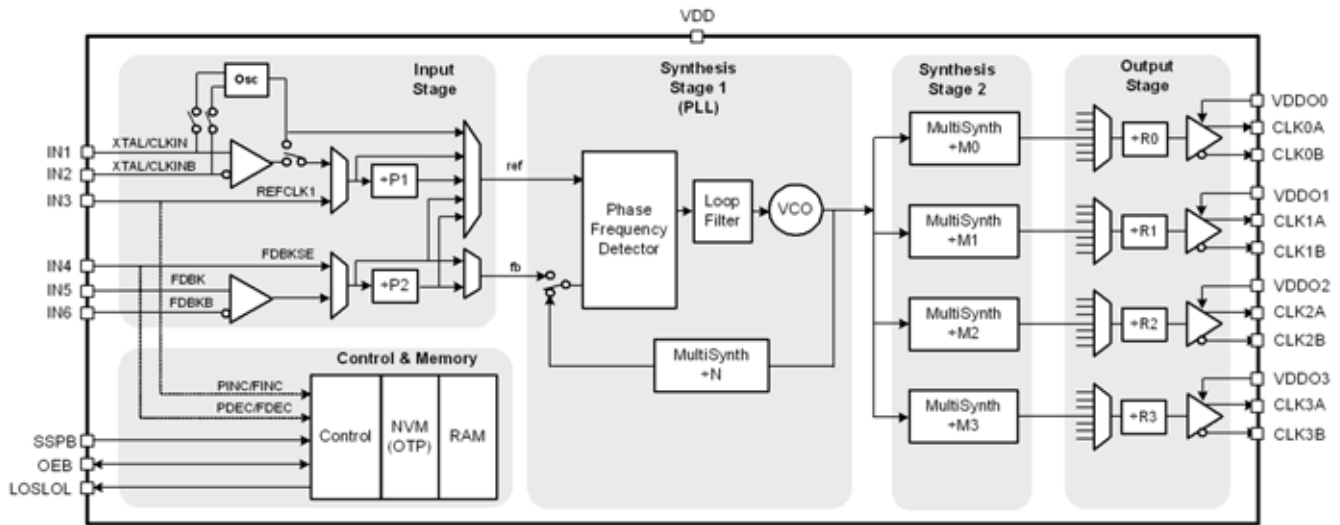 VDD
Input
Stage
Osc
XTAL/CLKIN
XTAL/CLKINB
REFCLK1
÷P1
FDBKSE
FDBK
FDBKB
÷P2
ref
fb
IN1
IN2
IN3
IN4
IN5
IN6
Synthesis
Stage 1
(PLL)
Phase
Frequency
Detector
Loop
Filter
VCO
MultiSynth
÷N
Synthesis
Stage 2
MultiSynth
÷M0
MultiSynth
÷M1
MultiSynth
÷M2
MultiSynth
÷M3
Output
Stage
÷R0
÷R1
÷R2
÷R3
VDDO0
CLK0A
CLK0B
VDDO1
CLK1A
CLK1B
VDDO2
CLK2A
CLK2B
VDDO3
CLK3A
CLK3B
Control & Memory
PINC/FINC
PDEC/FDEC
Control
NVM
(OTP)
RAM
SSPB
OEB
LOSLOL